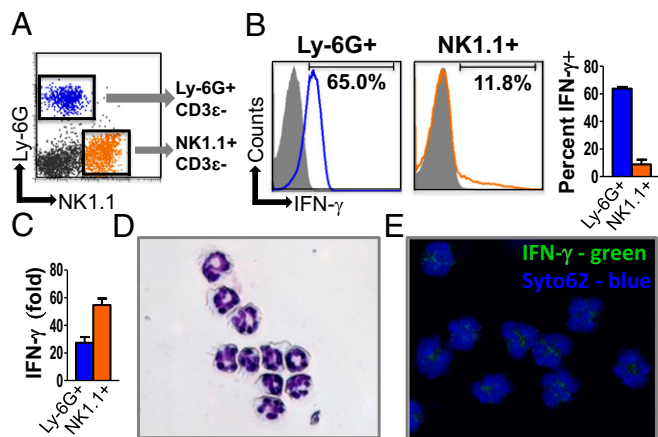 A
Ly-6G
NK1.1
Ly-6G+
CD3ε-
NK1.1+
CD3ε-
B
Ly-6G+
65.0%
NK1.1+
11.8%
Counts
IFN-γ
Percent IFN-γ+
80
60
40
20
0
Ly-6G+
NK1.1+
C
IFN-γ (fold)
80
60
40
20
0
Ly-6G+
NK1.1+
D
E
IFN-γ - green
Syto62 - blue